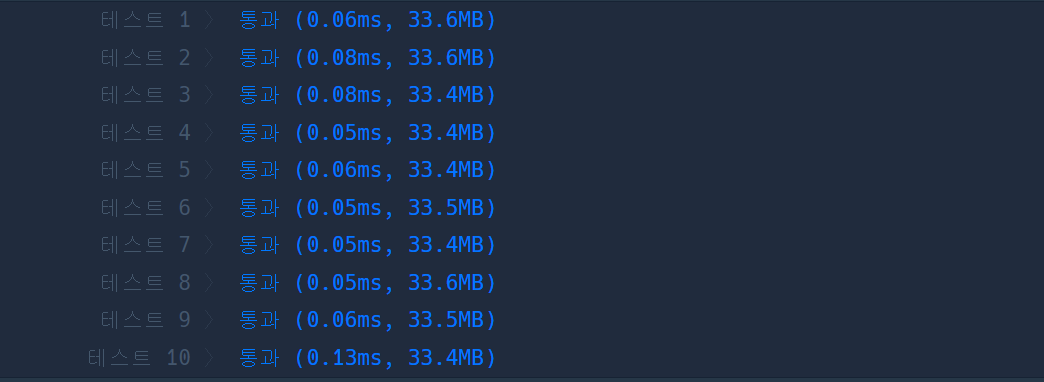 테스트 1 〉 통과 (0.06ms, 33.6MB)
테스트 2 〉 통과 (0.08ms, 33.6MB)
테스트 3 〉 통과 (0.08ms, 33.4MB)
테스트 4 〉 통과 (0.05ms, 33.4MB)
테스트 5 〉 통과 (0.06ms, 33.4MB)
테스트 6 〉 통과 (0.05ms, 33.5MB)
테스트 7 〉 통과 (0.05ms, 33.4MB)
테스트 8 〉 통과 (0.05ms, 33.6MB)
테스트 9 〉 통과 (0.06ms, 33.5MB)
테스트 10 〉 통과 (0.13ms, 33.4MB)